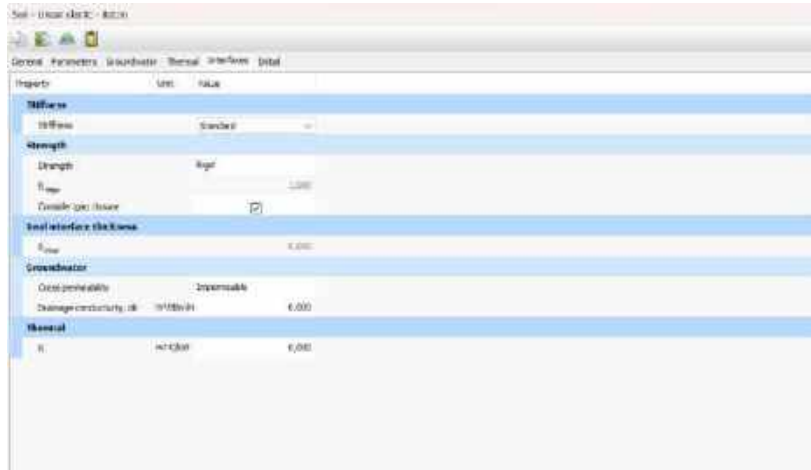 Soil - Linear elastic -
General Parameters Groundwater Thermal Interfaces Initial
Property Unit Value
Stiffness
Stiffness Standard
Strength
Strength Rigid
R inter 1,000
Consider gap closure
Real interface thickness
δ inter 0,000
Groundwater
Cross permeability Impermeable
Drainage conductivity, dk 0,000
Thermal
R 0,000